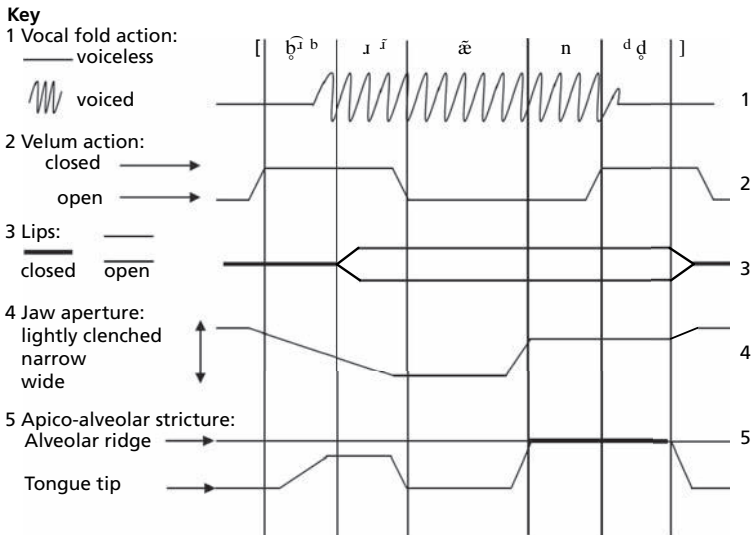 Key
1 Vocal fold action:
voiceless
voiced
2 Velum action:
closed
open
3 Lips:
closed open
4 Jaw aperture:
lightly clenched
narrow
wide
5 Apico-alveolar stricture:
Alveolar ridge
Tongue tip
[ b̥͡ɹ ᵇ ɹ ɹ̃ æ̃ n ᵈ d̥ ]
1
2
3
4
5